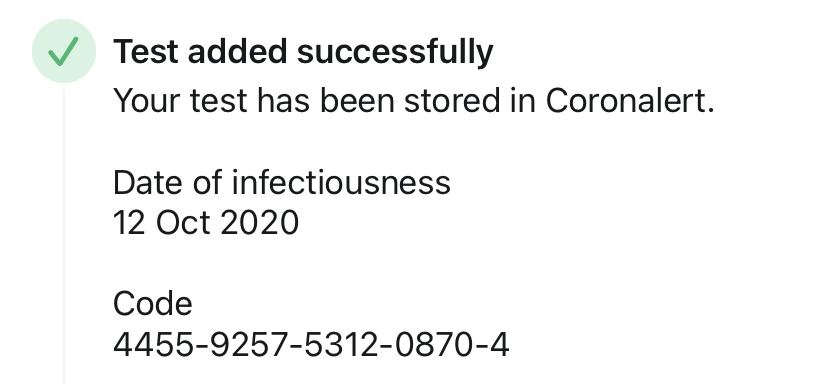 Test added successfully
Your test has been stored in Coronalert.
Date of infectiousness
12 Oct 2020
Code
4455-9257-5312-0870-4